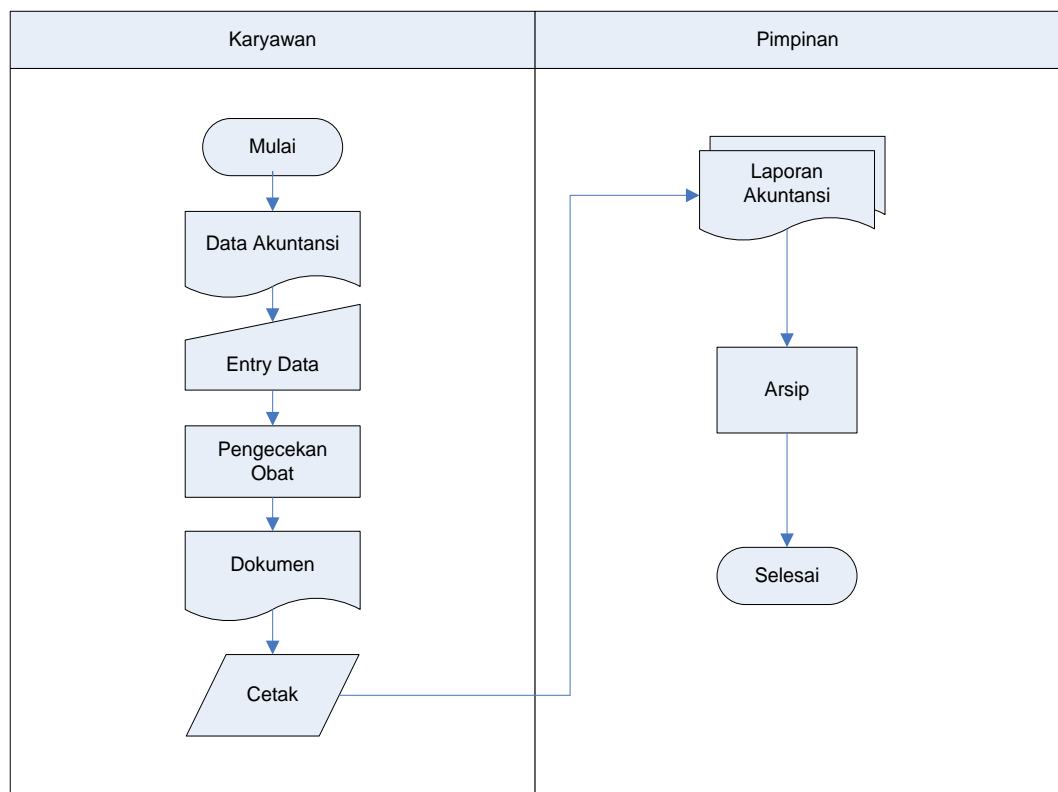 Karyawan
Pimpinan
Mulai
Data Akuntansi
Entry Data
Pengecekan
Obat
Dokumen
Cetak
Laporan
Akuntansi
Arsip
Selesai